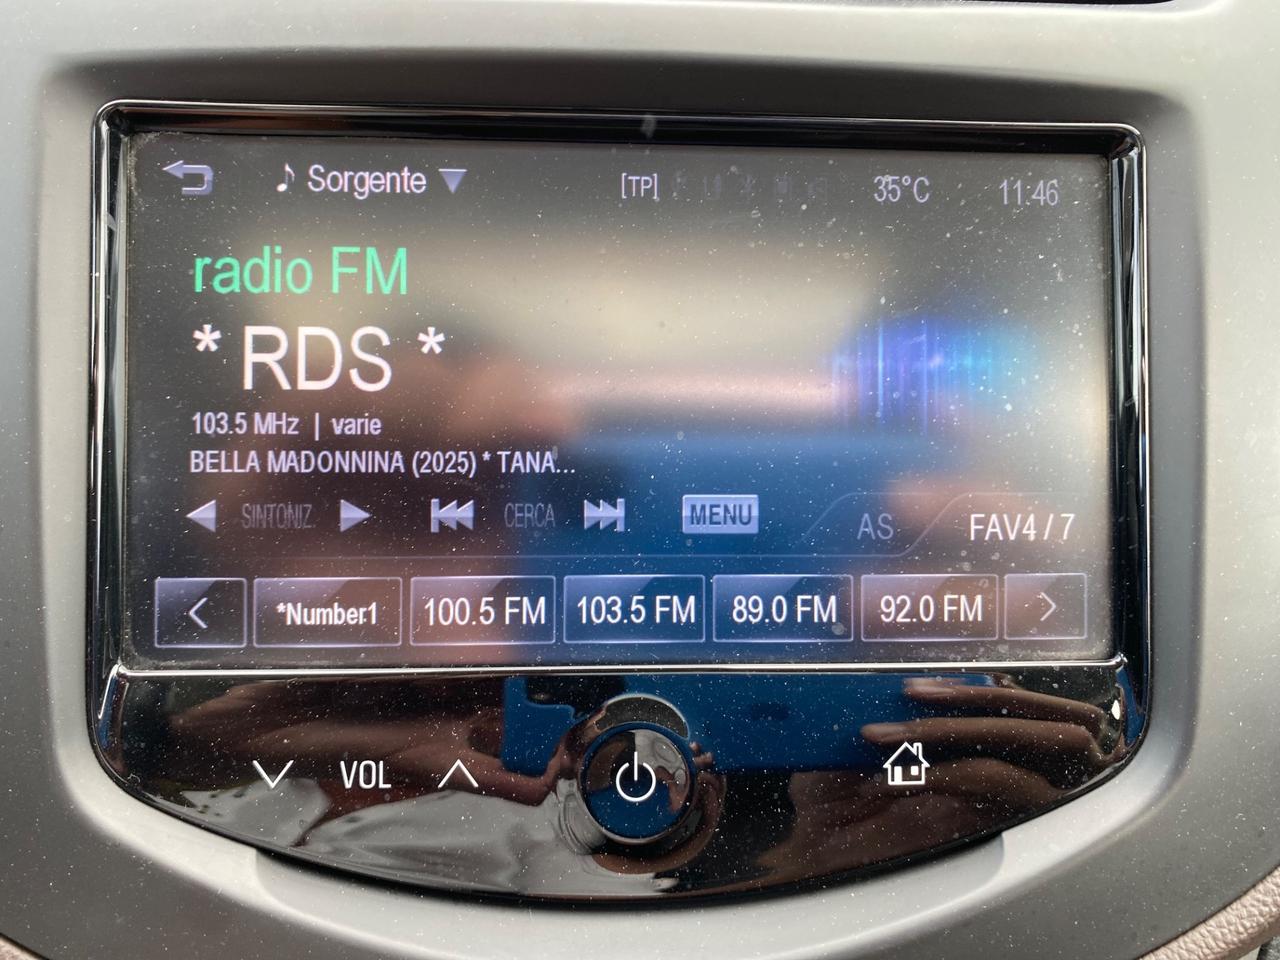 Sorgente
[TP]
35°C
11:46
radio FM
* RDS *
103.5 MHz | varie
BELLA MADONNINA (2025) * TANA...
SINTONIZ.
CERCA
MENU
AS
FAV4 / 7
*Number1
100.5 FM
103.5 FM
89.0 FM
92.0 FM
VOL